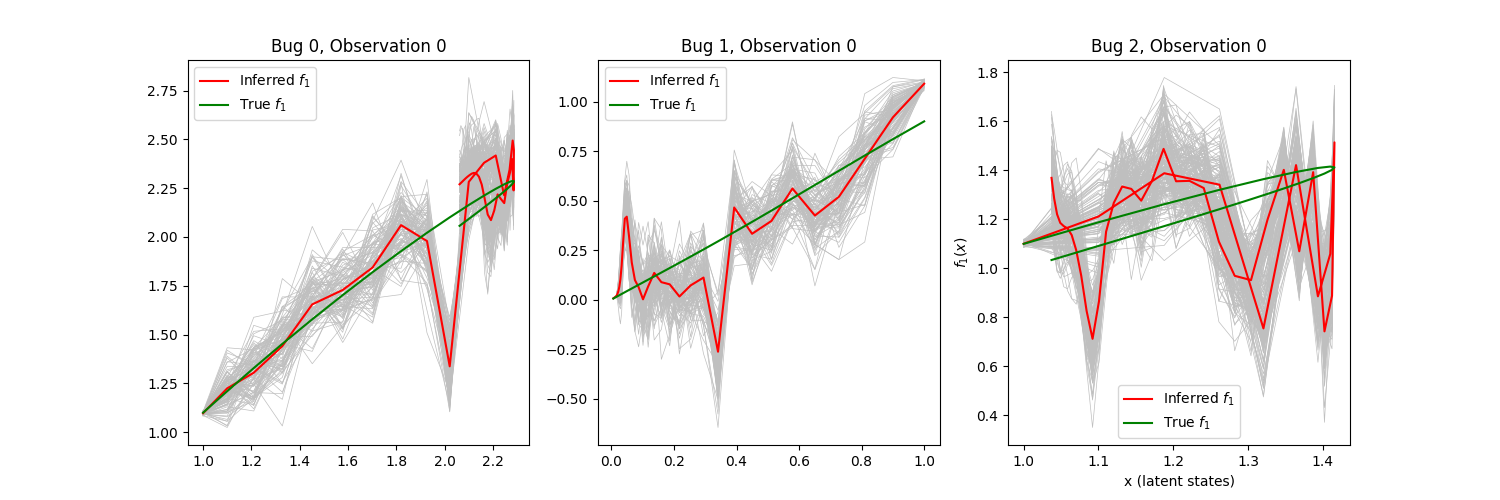 Bug 0, Observation 0
Inferred f₁
True f₁
2.75
2.50
2.25
2.00
1.75
1.50
1.25
1.00
1.0 1.2 1.4 1.6 1.8 2.0 2.2
Bug 1, Observation 0
Inferred f₁
True f₁
1.00
0.75
0.50
0.25
0.00
−0.25
−0.50
0.0 0.2 0.4 0.6 0.8 1.0
Bug 2, Observation 0
f₁(x)
1.8
1.6
1.4
1.2
1.0
0.8
0.6
0.4
Inferred f₁
True f₁
1.0 1.1 1.2 1.3 1.4
x (latent states)